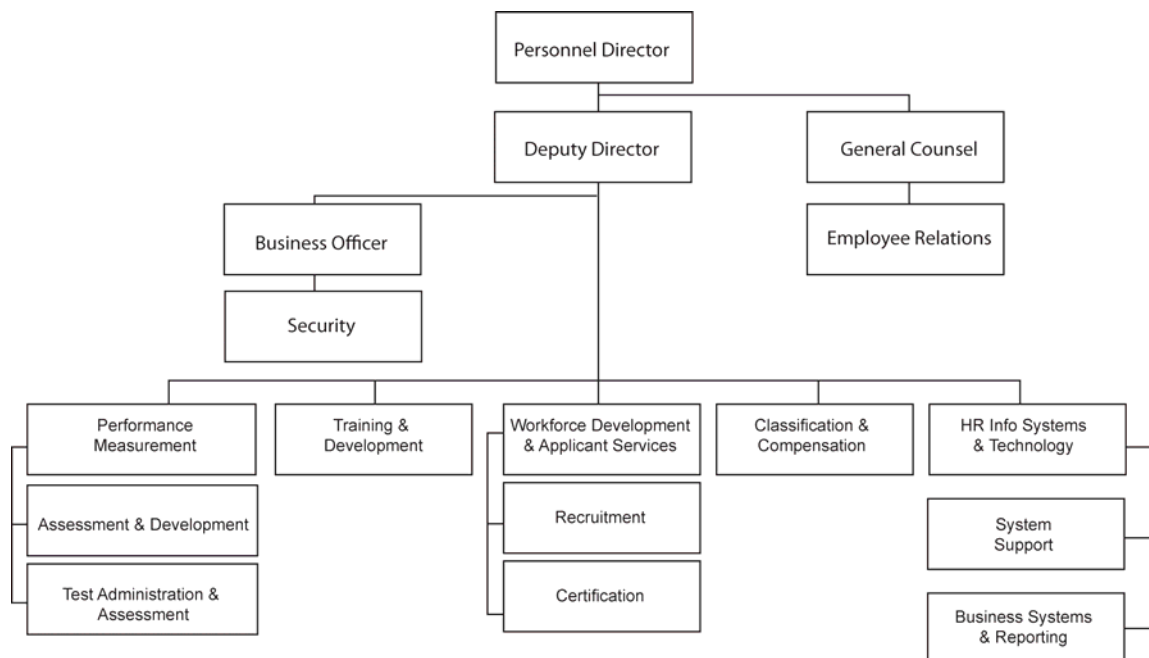 Personnel Director
Deputy Director
General Counsel
Business Officer
Employee Relations
Security
Performance
Measurement
Training &
Development
Workforce Development
& Applicant Services
Classification &
Compensation
HR Info Systems
& Technology
Assessment & Development
Recruitment
System
Support
Test Administration &
Assessment
Certification
Business Systems
& Reporting